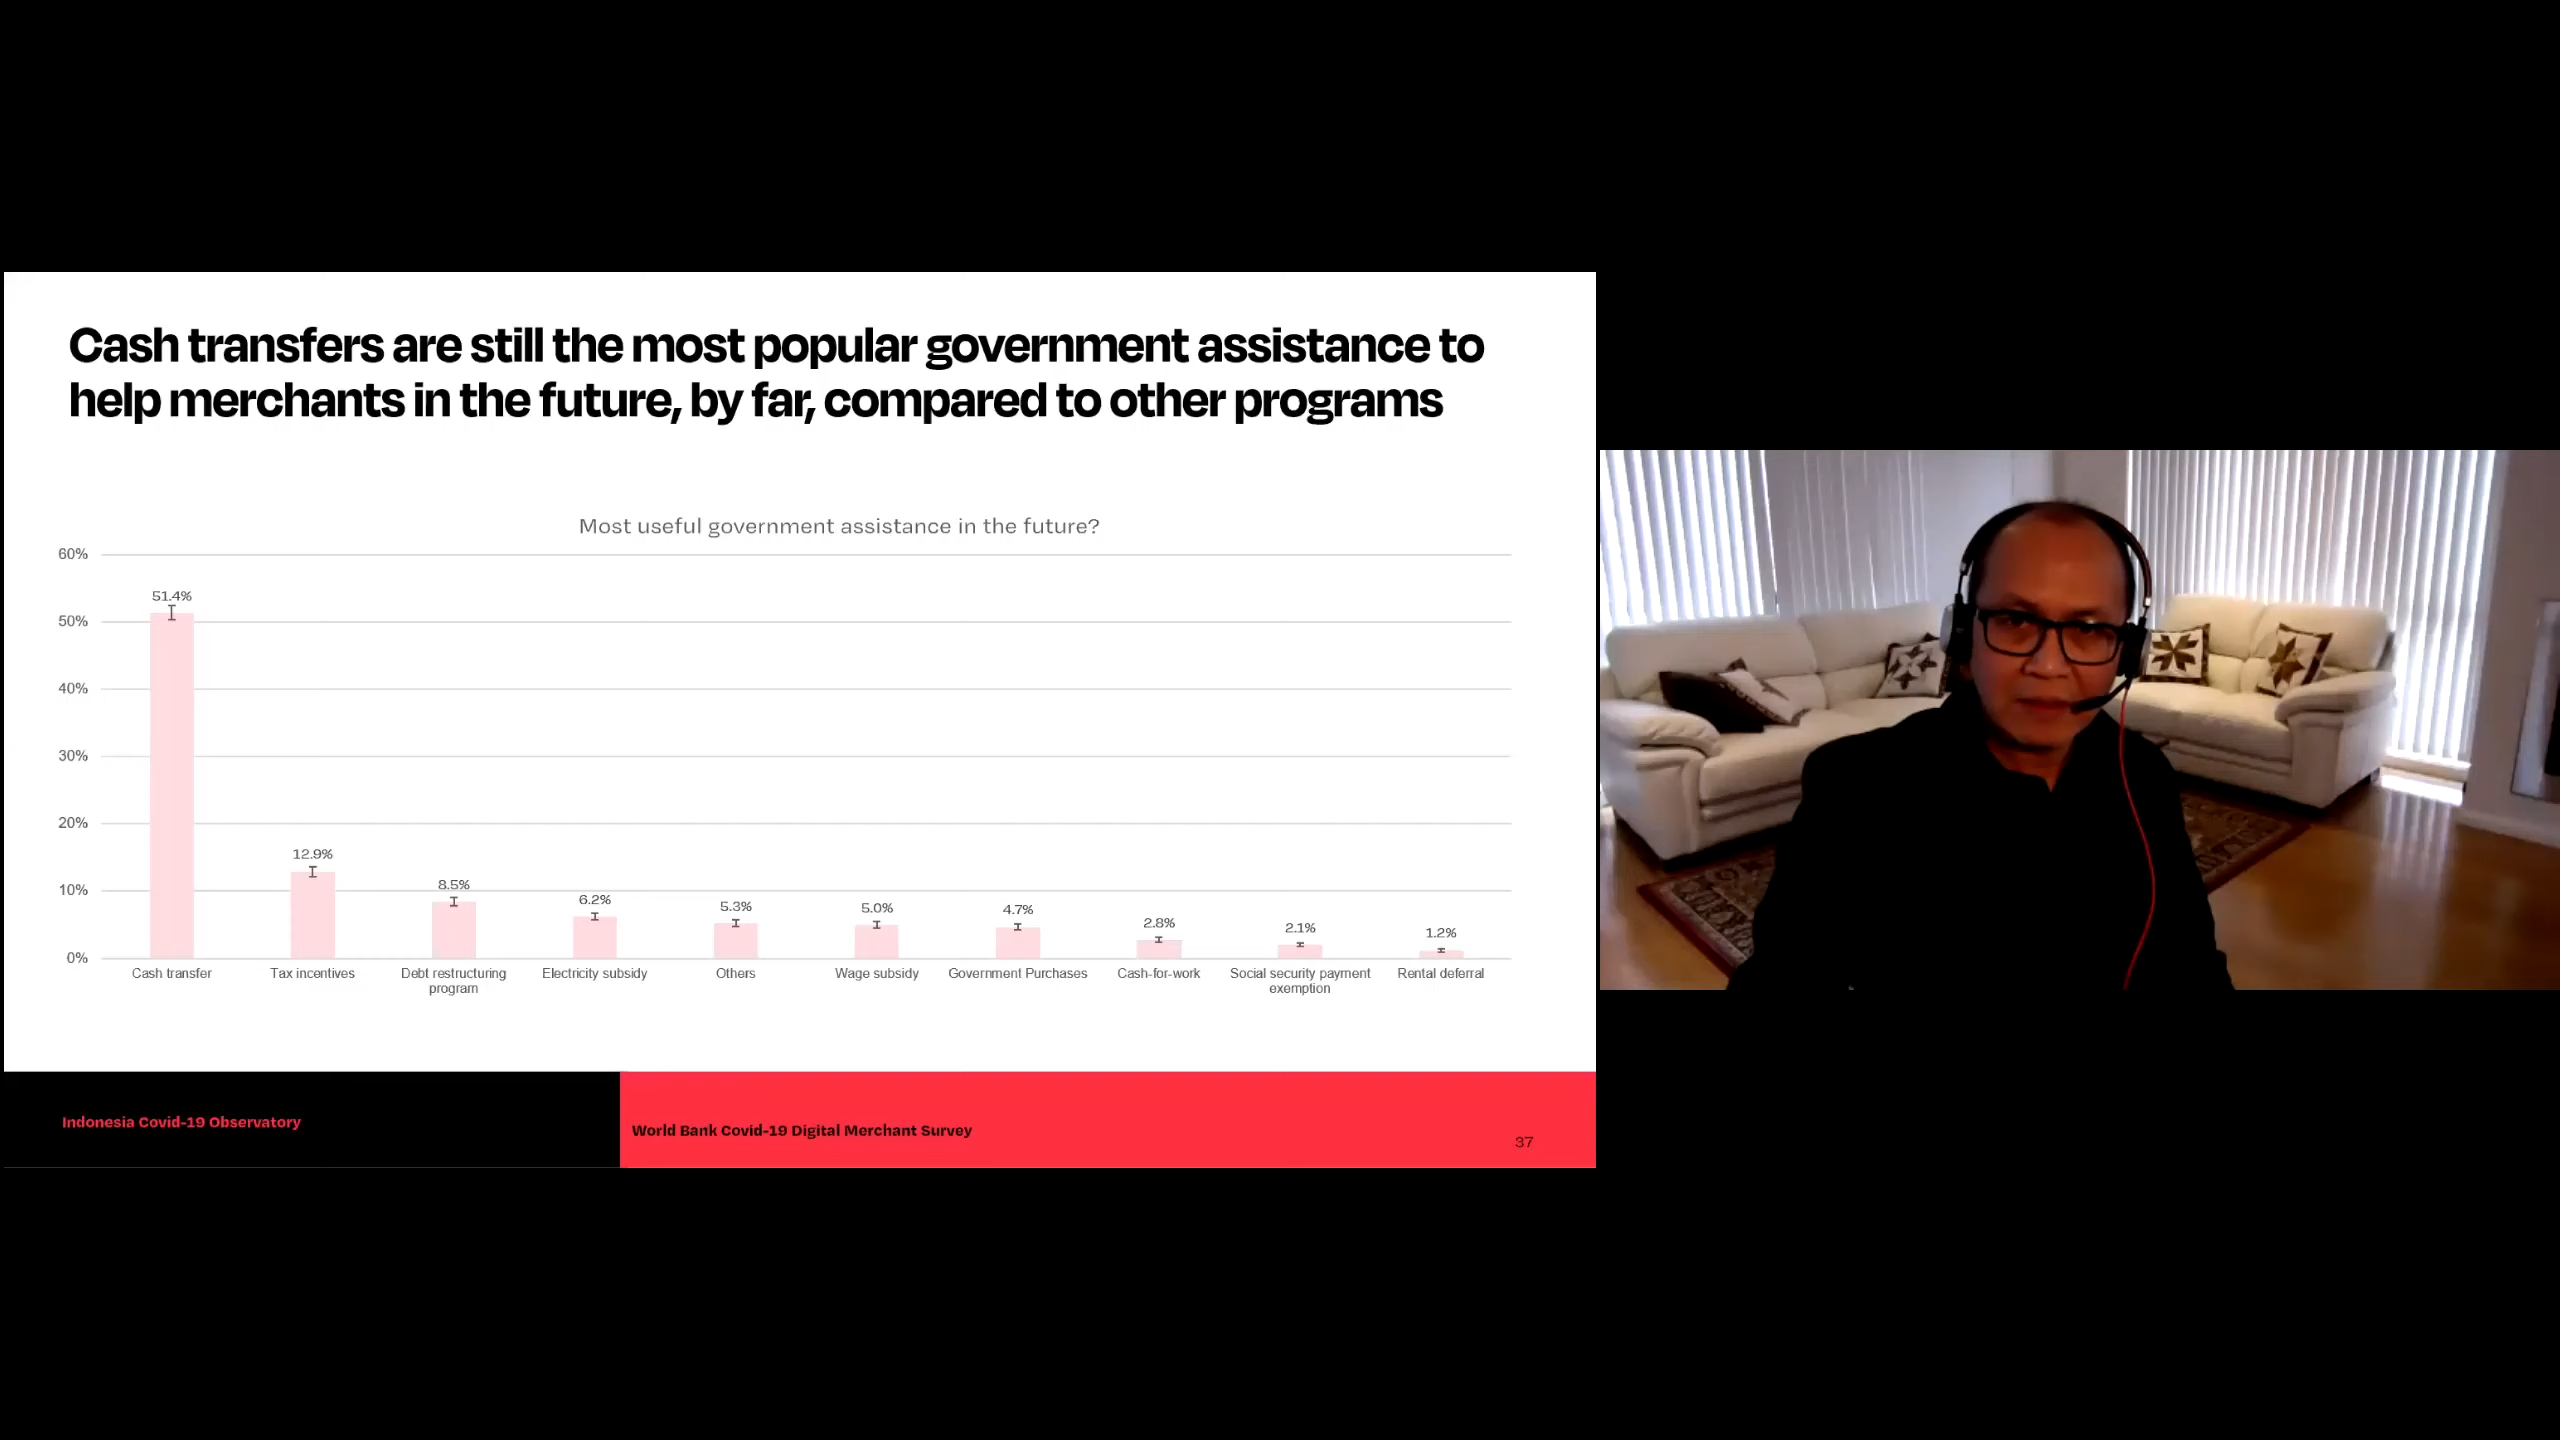 Cash transfers are still the most popular government assistance to
help merchants in the future, by far, compared to other programs
Most useful government assistance in the future?
60%
50%
40%
30%
20%
10%
0%
51.4%
12.9%
8.5%
6.2%
5.3%
5.0%
4.7%
2.8%
2.1%
1.2%
Cash transfer
Tax incentives
Debt restructuring
program
Electricity subsidy
Others
Wage subsidy
Government Purchases
Cash-for-work
Social security payment
exemption
Rental deferral
Indonesia Covid-19 Observatory
World Bank Covid-19 Digital Merchant Survey
37